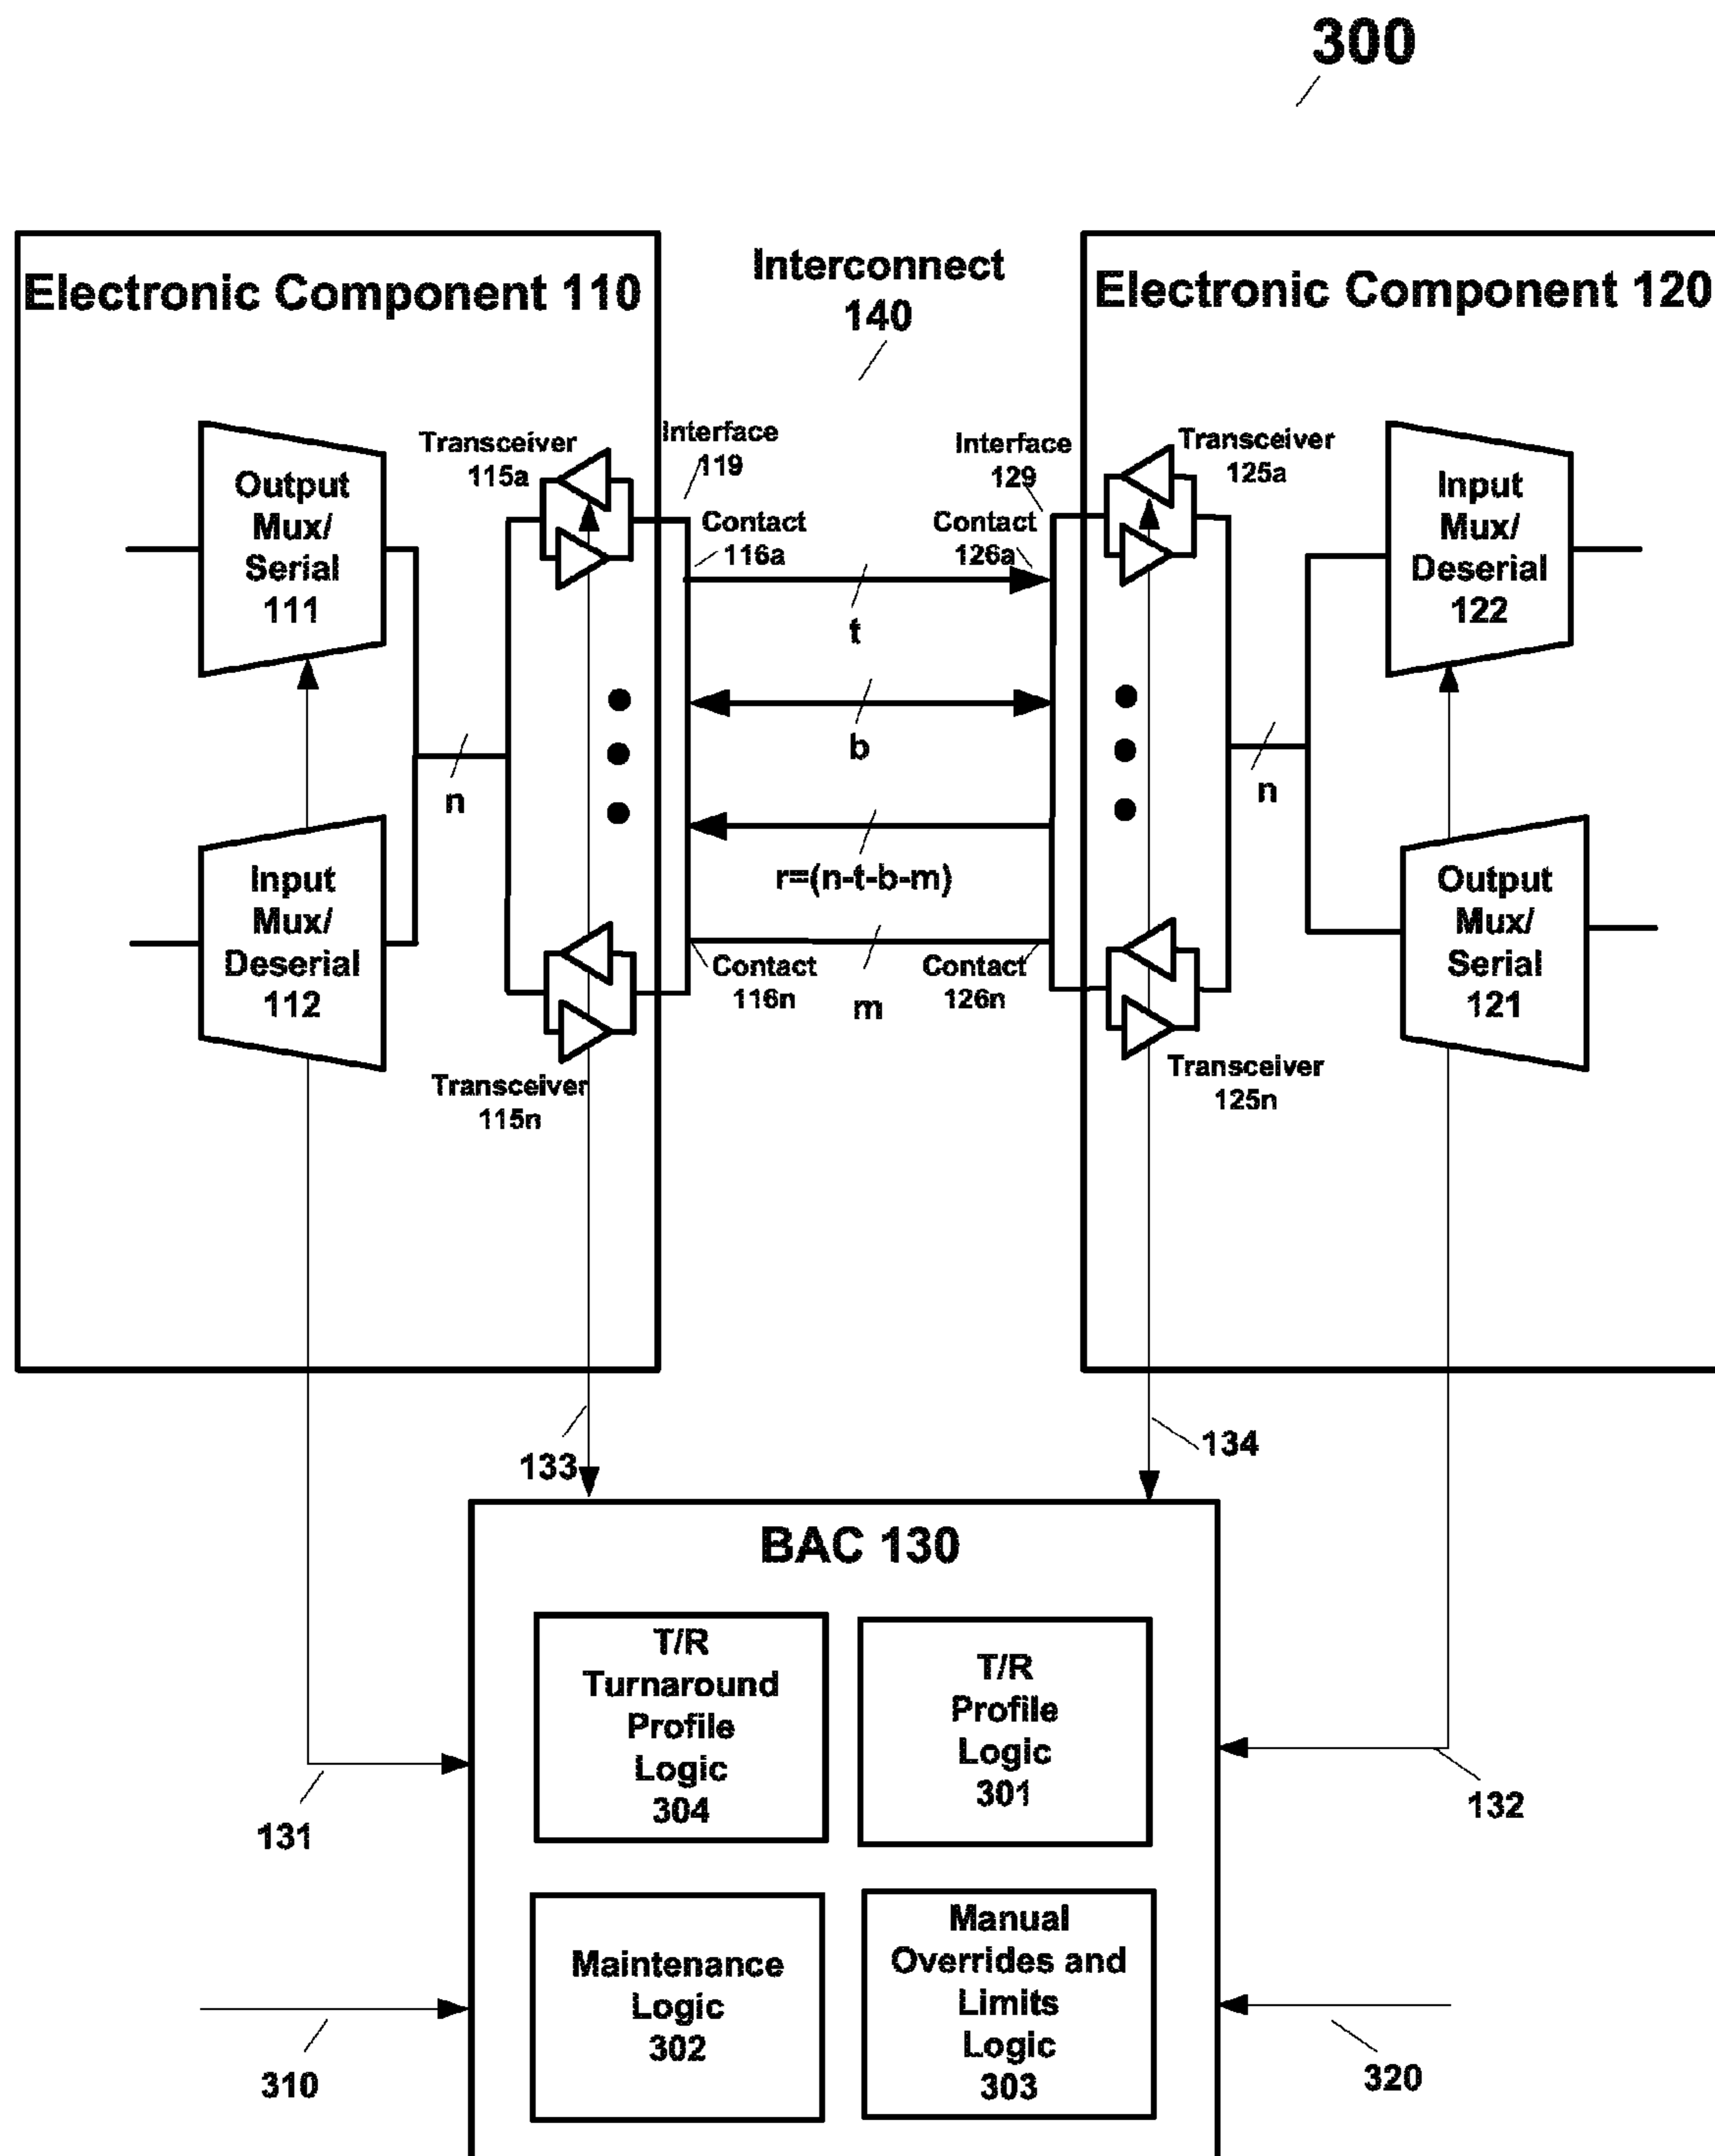 300
Electronic Component 110
Interconnect
140
Electronic Component 120
Output
Mux/
Serial
111
Transceiver
115a
Interface
119
Contact
116a
Interface
129
Contact
126a
Transceiver
125a
Input
Mux/
Deserial
122
t
b
n
n
r=(n-t-b-m)
m
Input
Mux/
Deserial
112
Contact
116n
Contact
126n
Output
Mux/
Serial
121
Transceiver
115n
Transceiver
125n
133
134
BAC 130
T/R
Turnaround
Profile
Logic
304
T/R
Profile
Logic
301
131
132
Maintenance
Logic
302
Manual
Overrides and
Limits
Logic
303
310
320